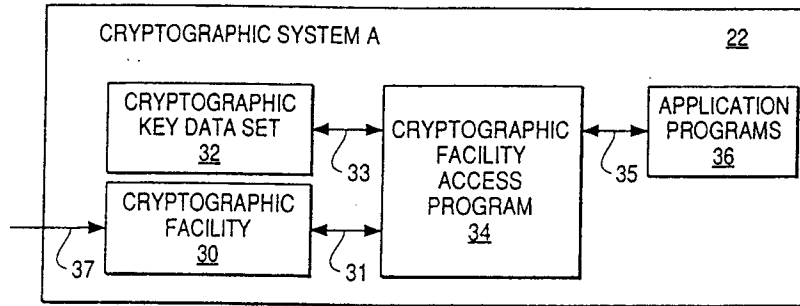 CRYPTOGRAPHIC SYSTEM A
22
CRYPTOGRAPHIC
KEY DATA SET
32
33
CRYPTOGRAPHIC
FACILITY
30
31
37
CRYPTOGRAPHIC
FACILITY
ACCESS
PROGRAM
34
35
APPLICATION
PROGRAMS
36